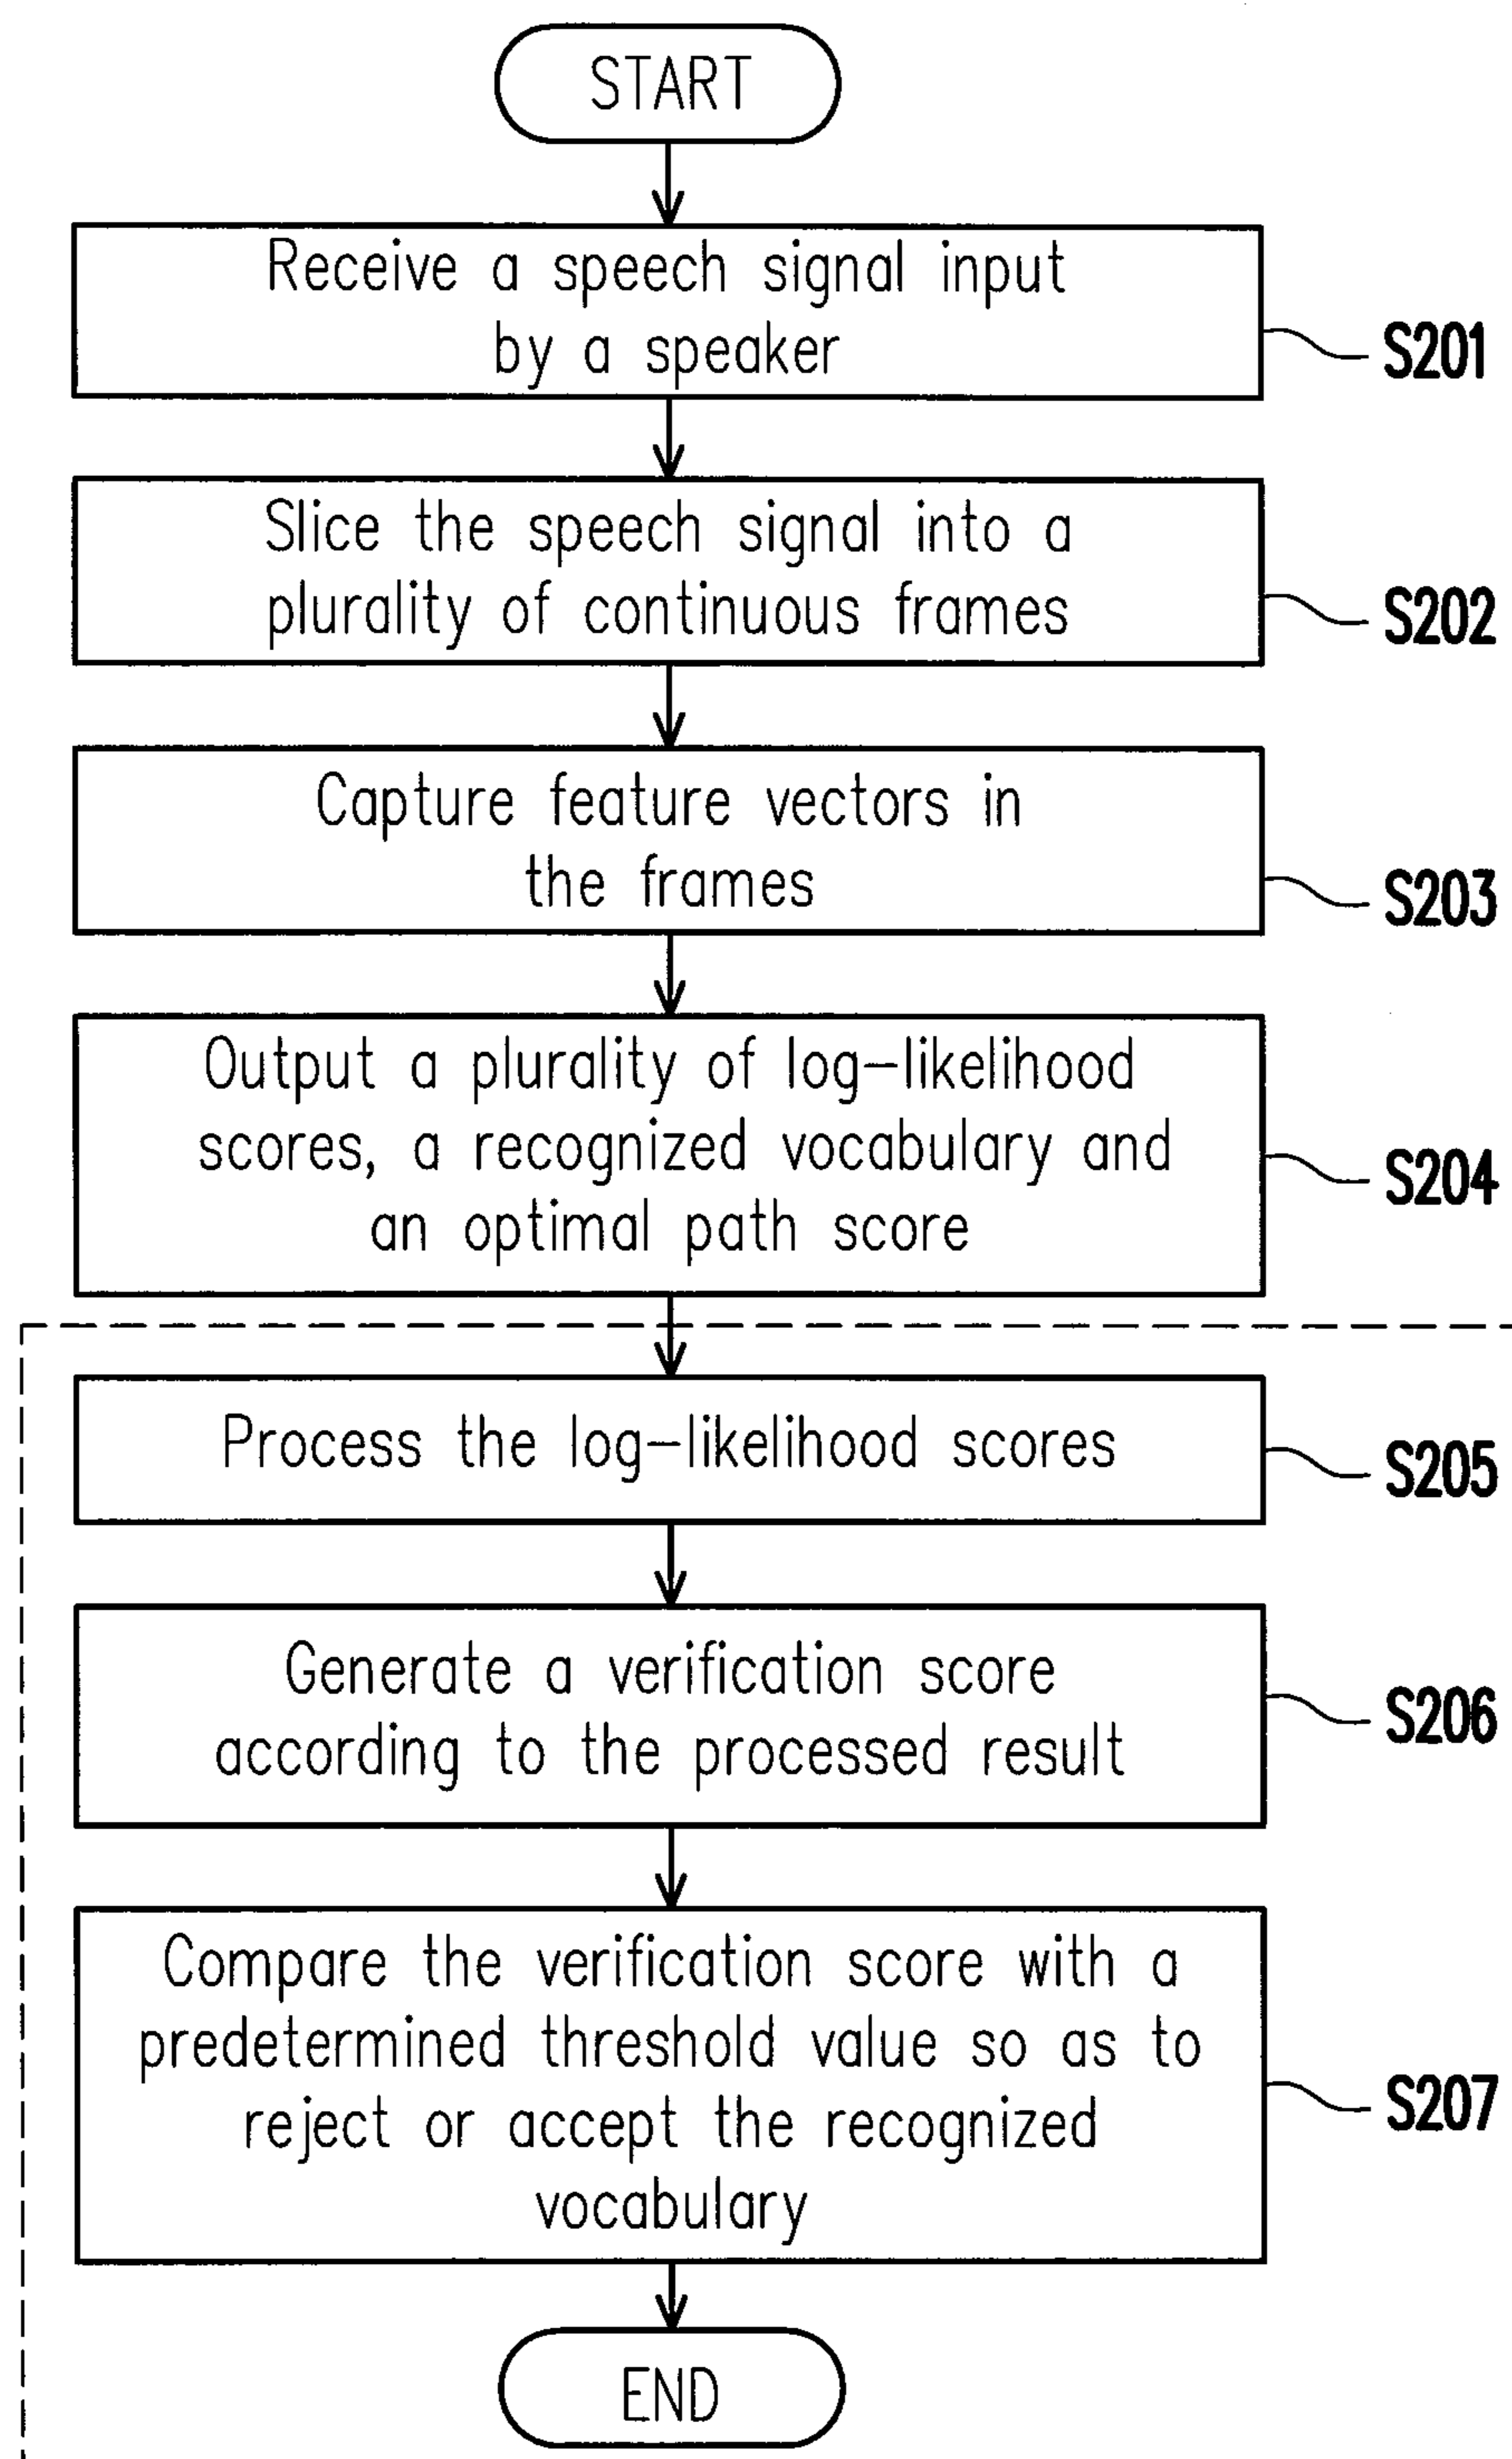 START
Receive a speech signal input
by a speaker
S201
Slice the speech signal into a
plurality of continuous frames
S202
Capture feature vectors in
the frames
S203
Output a plurality of log-likelihood
scores, a recognized vocabulary and
an optimal path score
S204
Process the log-likelihood scores
S205
Generate a verification score
according to the processed result
S206
Compare the verification score with a
predetermined threshold value so as to
reject or accept the recognized
vocabulary
S207
END